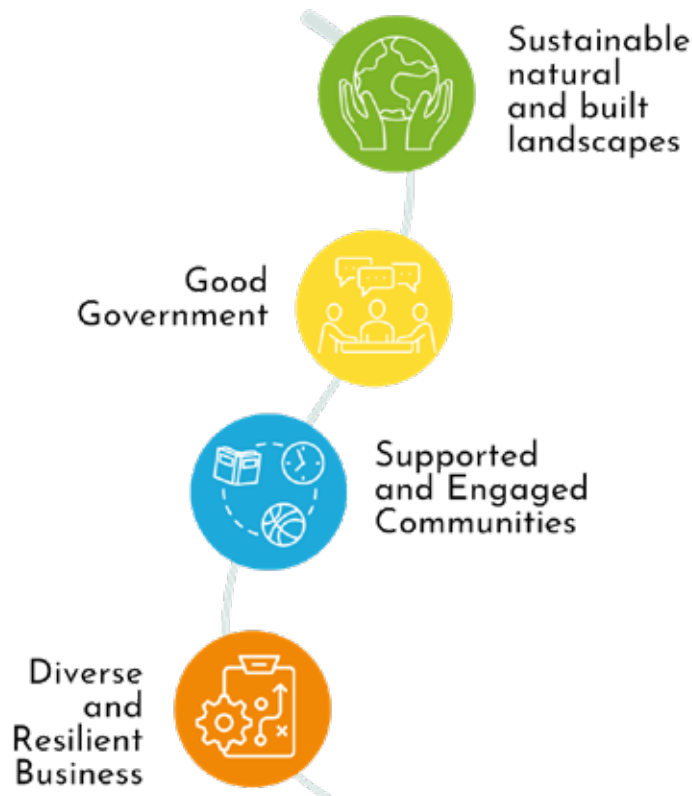 Sustainable
natural
and built
landscapes
Good
Government
Supported
and Engaged
Communities
Diverse
and
Resilient
Business